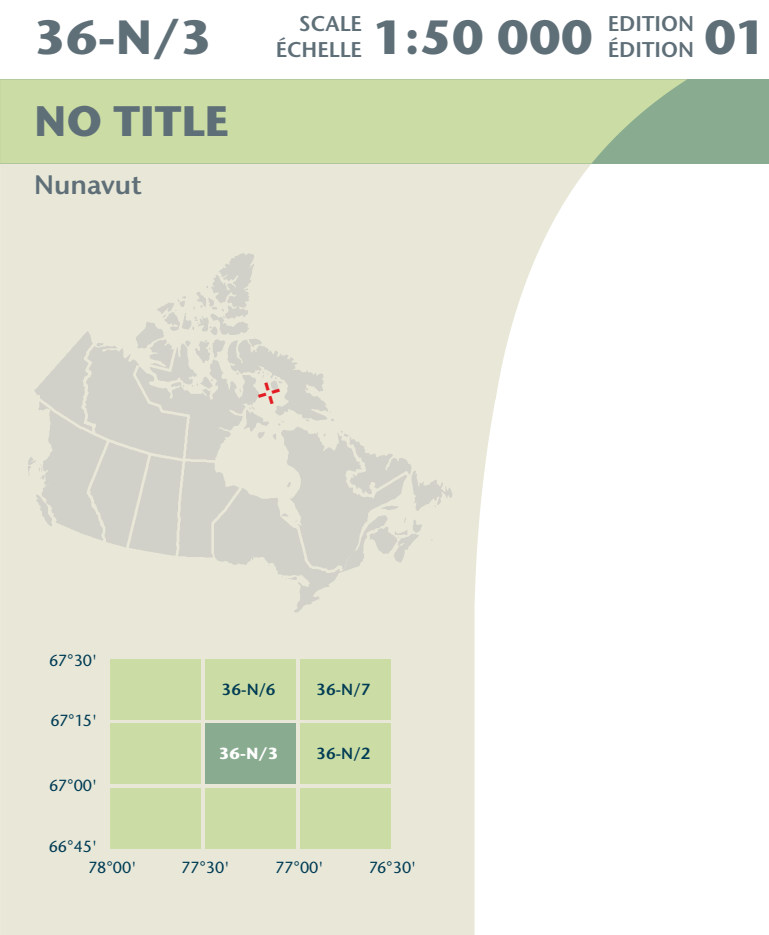 36-N/3 SCALE ÉCHELLE 1:50 000 EDITION ÉDITION 01
NO TITLE
Nunavut
67°30'
36-N/6 36-N/7
67°15'
36-N/3 36-N/2
67°00'
66°45'
78°00' 77°30' 77°00' 76°30'